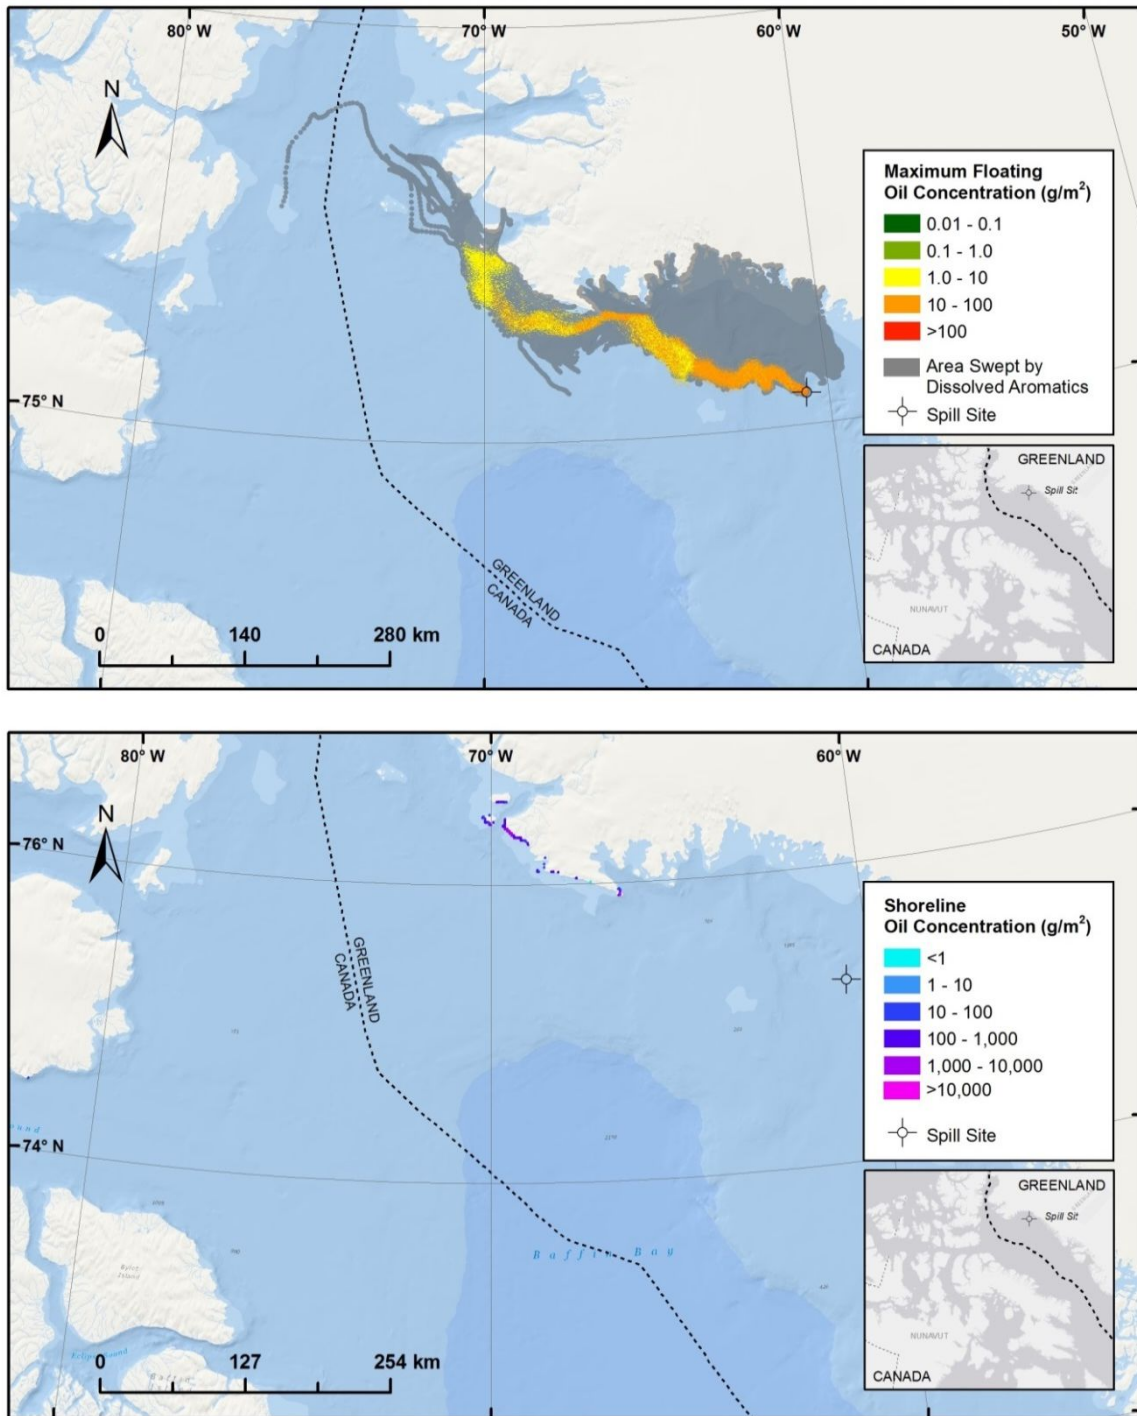 80° W
70° W
60° W
50° W
N
75° N
Maximum Floating
Oil Concentration (g/m²)
0.01 - 0.1
0.1 - 1.0
1.0 - 10
10 - 100
>100
Area Swept by
Dissolved Aromatics
Spill Site
GREENLAND
CANADA
0 140 280 km
GREENLAND
Spill Sit
NUNAVUT
CANADA
80° W
70° W
60° W
N
76° N
74° N
GREENLAND
CANADA
Shoreline
Oil Concentration (g/m²)
<1
1 - 10
10 - 100
100 - 1,000
1,000 - 10,000
>10,000
Spill Site
Baffin Bay
0 127 254 km
GREENLAND
Spill Sit
NUNAVUT
CANADA